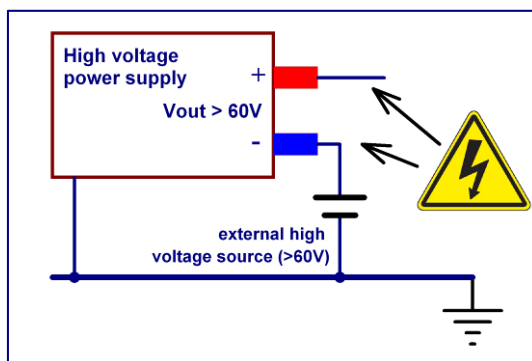 High voltage
power supply
+
Vout > 60V
-
external high
voltage source (>60V)